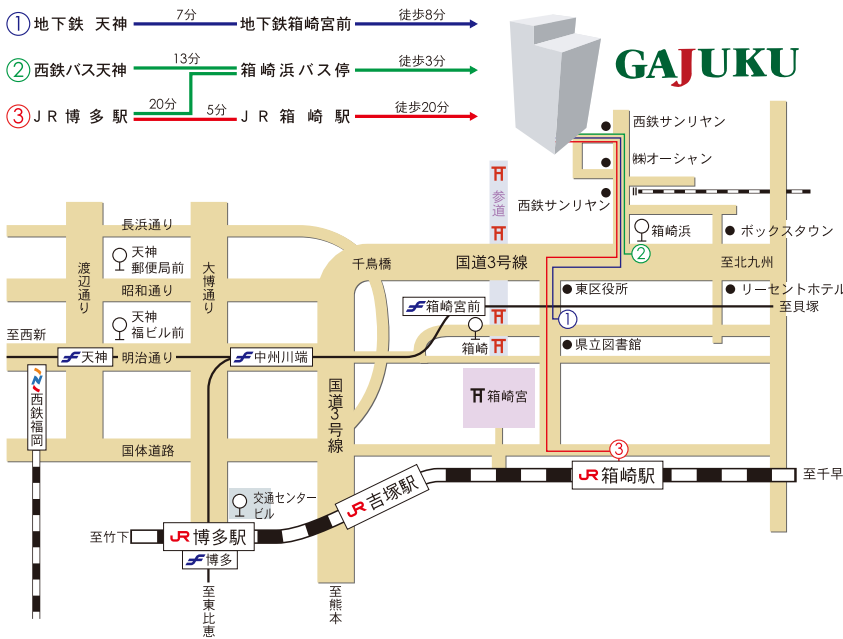 ① 地下鉄 天神 7分 地下鉄箱崎宮前 徒歩8分
② 西鉄バス天神 13分 箱崎浜バス停 徒歩3分
20分
③ JR博多駅 5分 JR箱崎駅 徒歩20分
GAJUKU
西鉄サンリヤン
㈱オーシャン
西鉄サンリヤン
参道
長浜通り
箱崎浜
ボックスタウン
天神
郵便局前
渡辺通り
大博通り
千鳥橋
国道3号線
②
至北九州
昭和通り
東区役所
リーセントホテル
箱崎宮前
至貝塚
天神
福ビル前
①
至西新
天神
明治通り
中州川端
箱崎
県立図書館
西鉄福岡
国道3号線
箱崎宮
国体道路
③
JR 箱崎駅
至千早
JR 吉塚駅
交通センター
ビル
至竹下
JR 博多駅
博多
至東比恵
至熊本